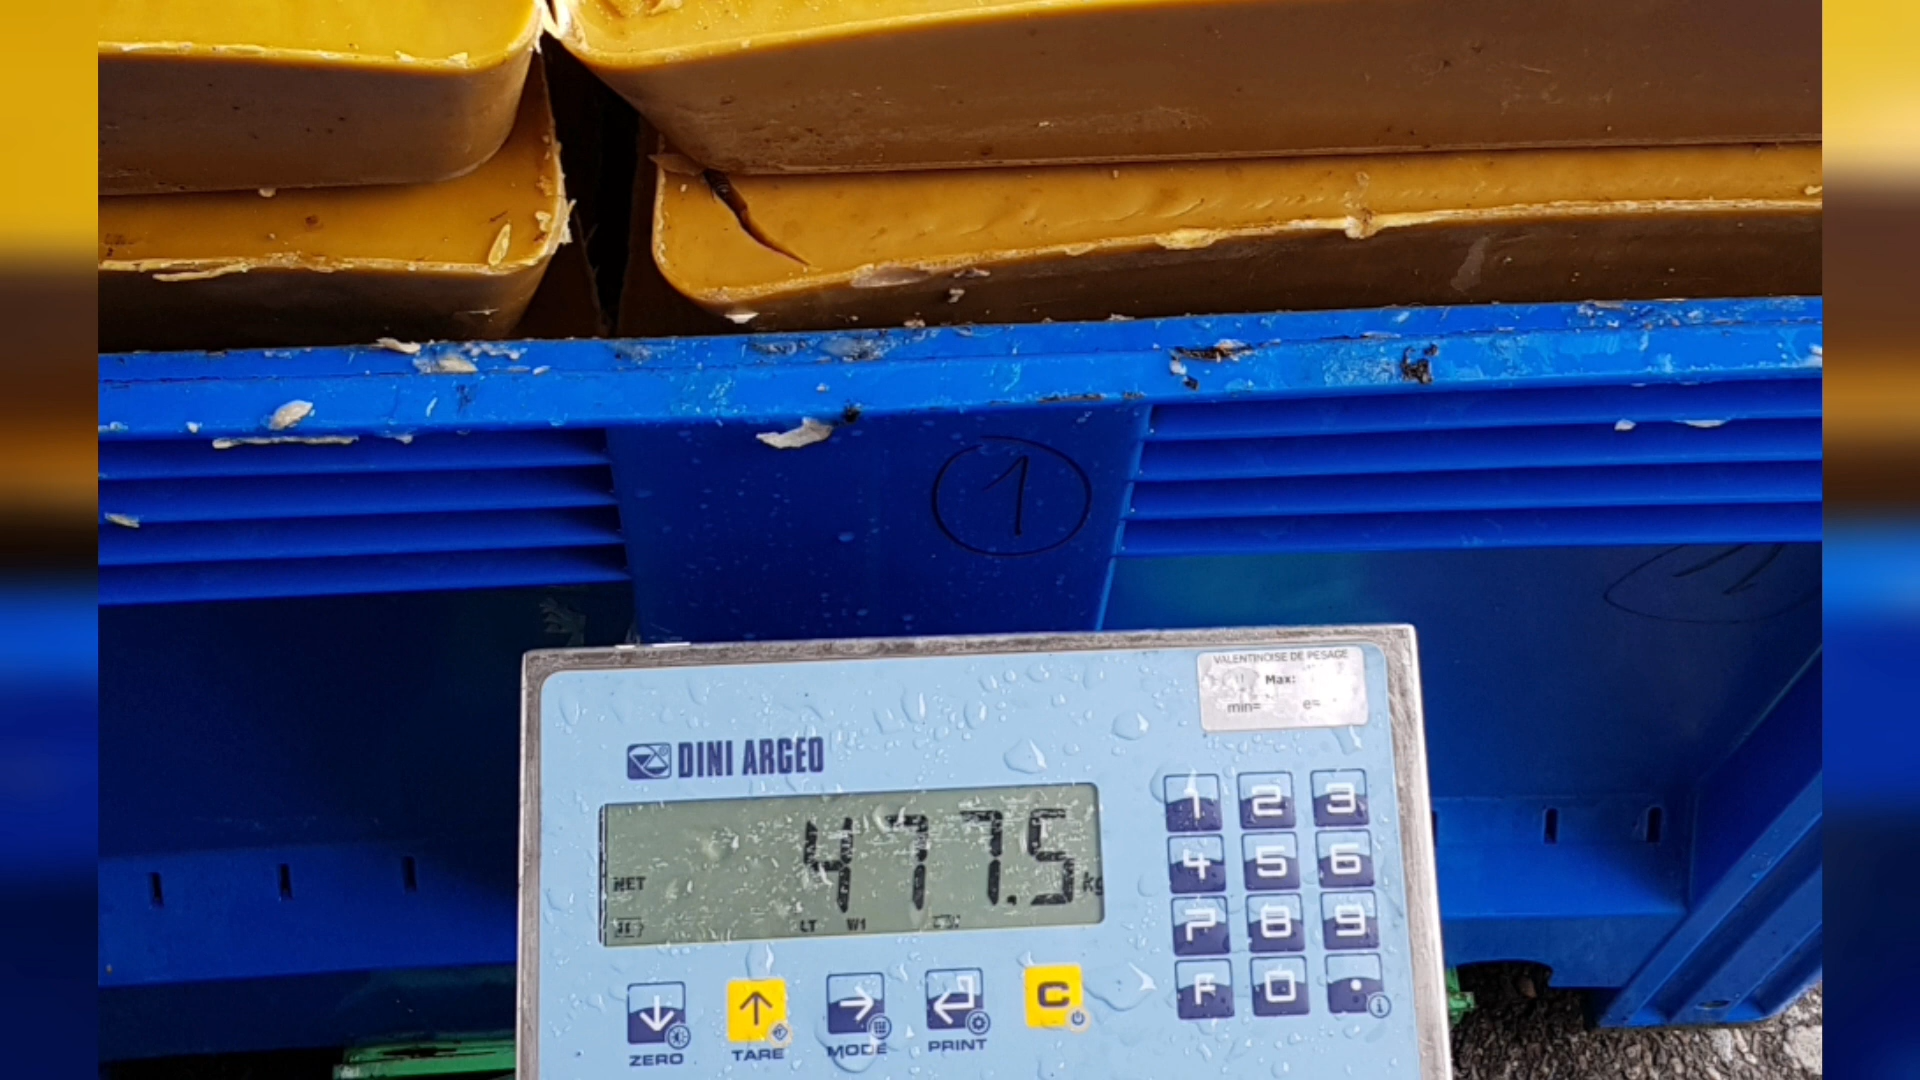 1
VALENTINOISE DE PESAGE
Max:
min=
e=
DINI ARGEO
477.5
NET
kg
LT W1
1 2 3
4 5 6
7 8 9
F 0 .
C
ZERO TARE MODE PRINT